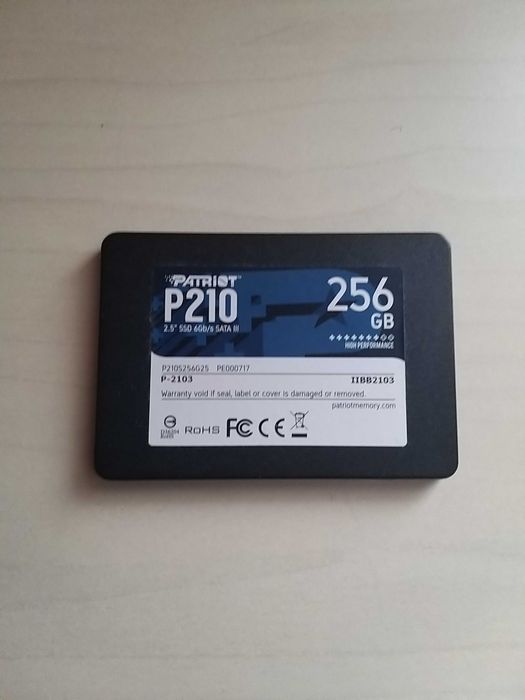 PATRIOT
P210
2.5" SSD 6Gb/s SATA III
256
GB
HIGH PERFORMANCE
P210S256G25 PE000717
P-2103 IIBB2103
Warranty void if seal, label or cover is damaged or removed.
patriotmemory.com
RoHS FC CE